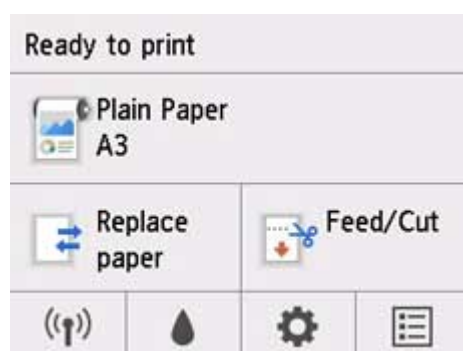 Ready to print
Plain Paper
A3
Replace
paper
Feed/Cut